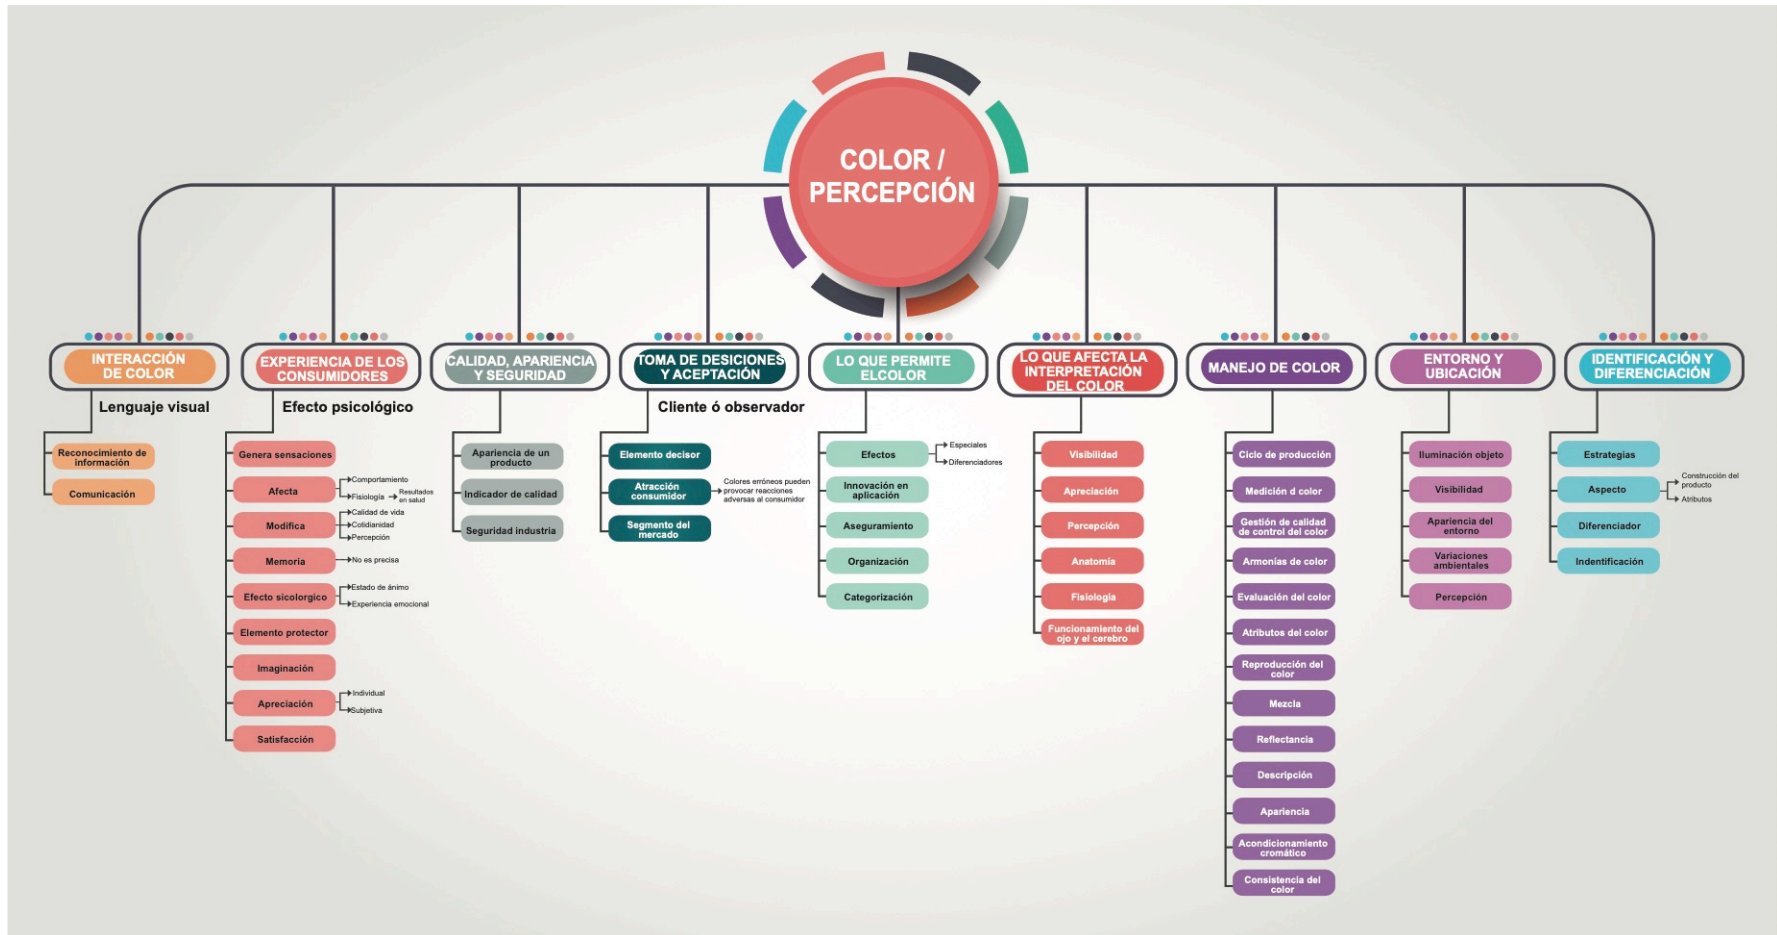 COLOR /
PERCEPCIÓN
INTERACCIÓN
DE COLOR
Lenguaje visual
Reconocimiento de
información
Comunicación
EXPERIENCIA DE LOS
CONSUMIDORES
Efecto psicológico
Genera sensaciones
Afecta
Comportamiento
Fisiología
Resultados
en salud
Modifica
Calidad de vida
Cotidianidad
Percepción
Memoria
No es precisa
Efecto sicolorgico
Estado de ánimo
Experiencia emocional
Elemento protector
Imaginación
Apreciación
Individual
Subjetiva
Satisfacción
CALIDAD, APARIENCIA
Y SEGURIDAD
Apariencia de un
producto
Indicador de calidad
Seguridad industria
TOMA DE DESICIONES
Y ACEPTACIÓN
Cliente ó observador
Elemento decisor
Atracción
consumidor
Colores erróneos pueden
provocar reacciones
adversas al consumidor
Segmento del
mercado
LO QUE PERMITE
ELCOLOR
Efectos
Especiales
Diferenciadores
Innovación en
aplicación
Aseguramiento
Organización
Categorización
LO QUE AFECTA LA
INTERPRETACIÓN
DEL COLOR
Visibilidad
Apreciación
Percepción
Anatomía
Fisiología
Funcionamiento del
ojo y el cerebro
MANEJO DE COLOR
Ciclo de producción
Medición d color
Gestión de calidad
de control del color
Armonías de color
Evaluación del color
Atributos del color
Reproducción del
color
Mezcla
Reflectancia
Descripción
Apariencia
Acondicionamiento
cromático
Consistencia del
color
ENTORNO Y
UBICACIÓN
Iluminación objeto
Visibilidad
Apariencia del
entorno
Variaciones
ambientales
Percepción
IDENTIFICACIÓN Y
DIFERENCIACIÓN
Estrategias
Aspecto
Construcción del
producto
Atributos
Diferenciador
Indentificación